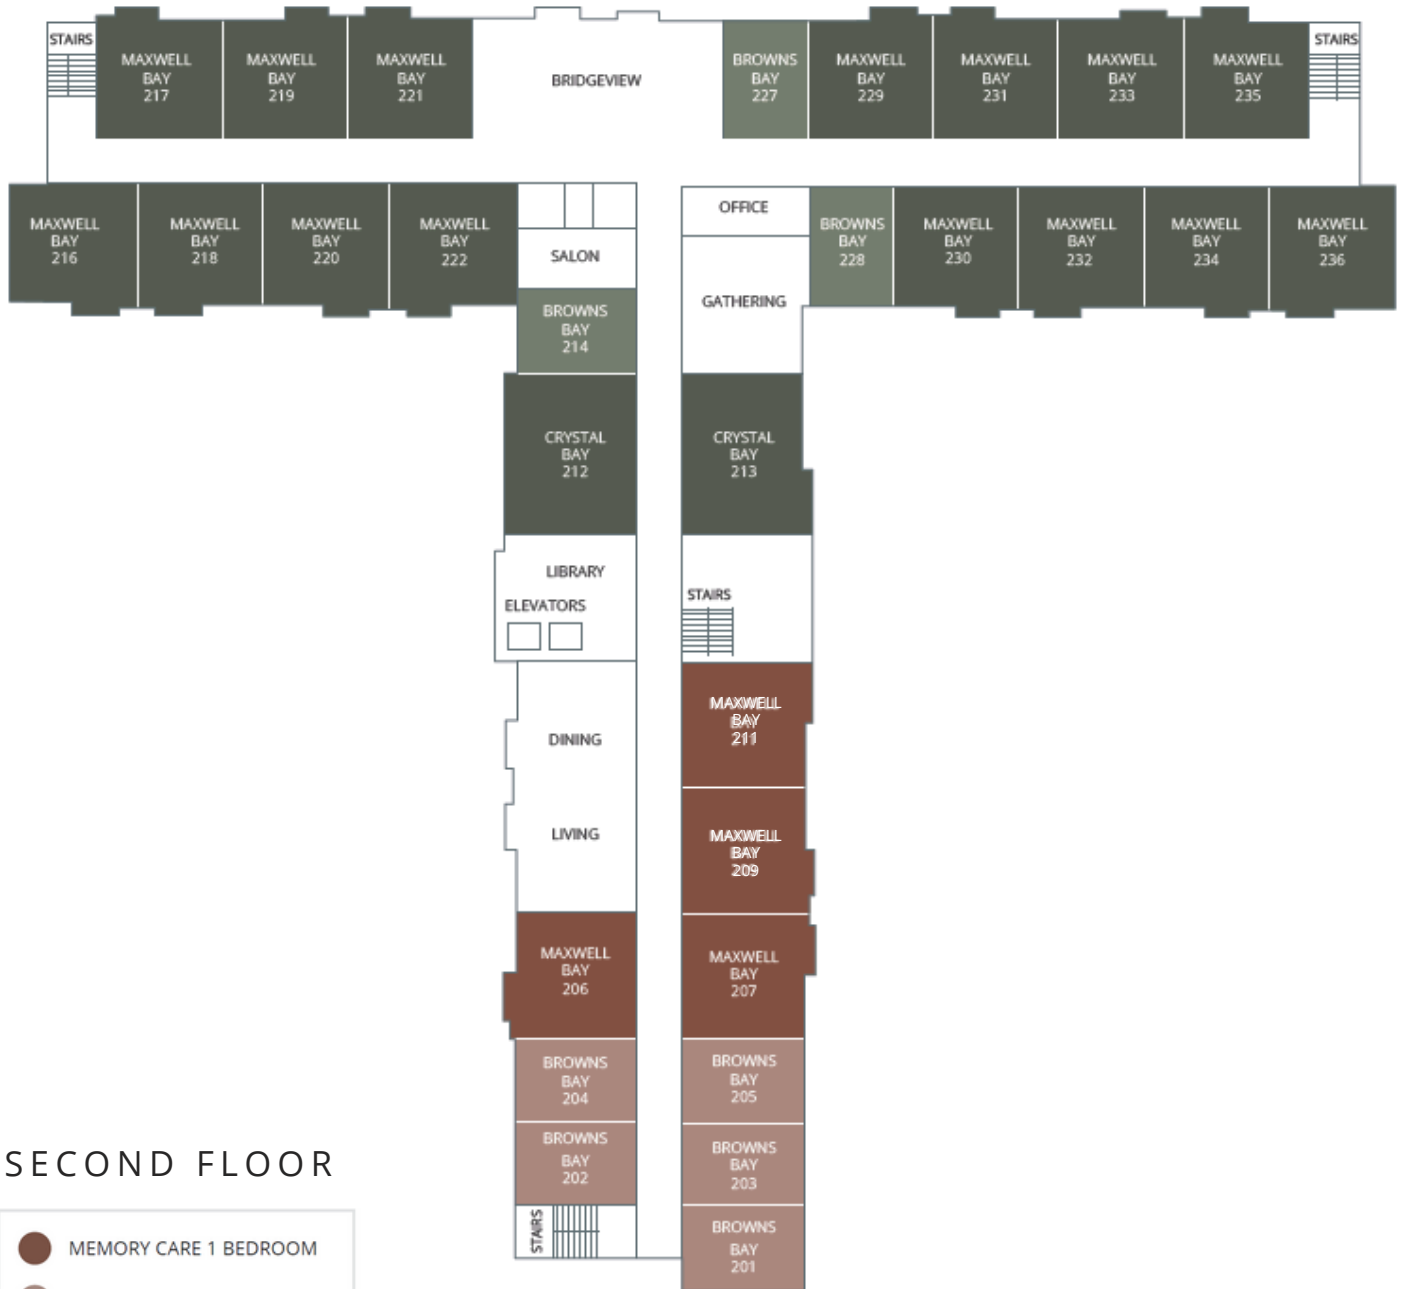 STAIRS
MAXWELL
BAY
217
MAXWELL
BAY
219
MAXWELL
BAY
221
BRIDGEVIEW
BROWNS
BAY
227
MAXWELL
BAY
229
MAXWELL
BAY
231
MAXWELL
BAY
233
MAXWELL
BAY
235
STAIRS
MAXWELL
BAY
216
MAXWELL
BAY
218
MAXWELL
BAY
220
MAXWELL
BAY
222
SALON
OFFICE
GATHERING
BROWNS
BAY
228
MAXWELL
BAY
230
MAXWELL
BAY
232
MAXWELL
BAY
234
MAXWELL
BAY
236
BROWNS
BAY
214
CRYSTAL
BAY
212
CRYSTAL
BAY
213
LIBRARY
ELEVATORS
STAIRS
DINING
LIVING
MAXWELL
BAY
211
MAXWELL
BAY
209
MAXWELL
BAY
206
MAXWELL
BAY
207
BROWNS
BAY
204
BROWNS
BAY
205
BROWNS
BAY
202
BROWNS
BAY
203
STAIRS
BROWNS
BAY
201
SECOND FLOOR
MEMORY CARE 1 BEDROOM